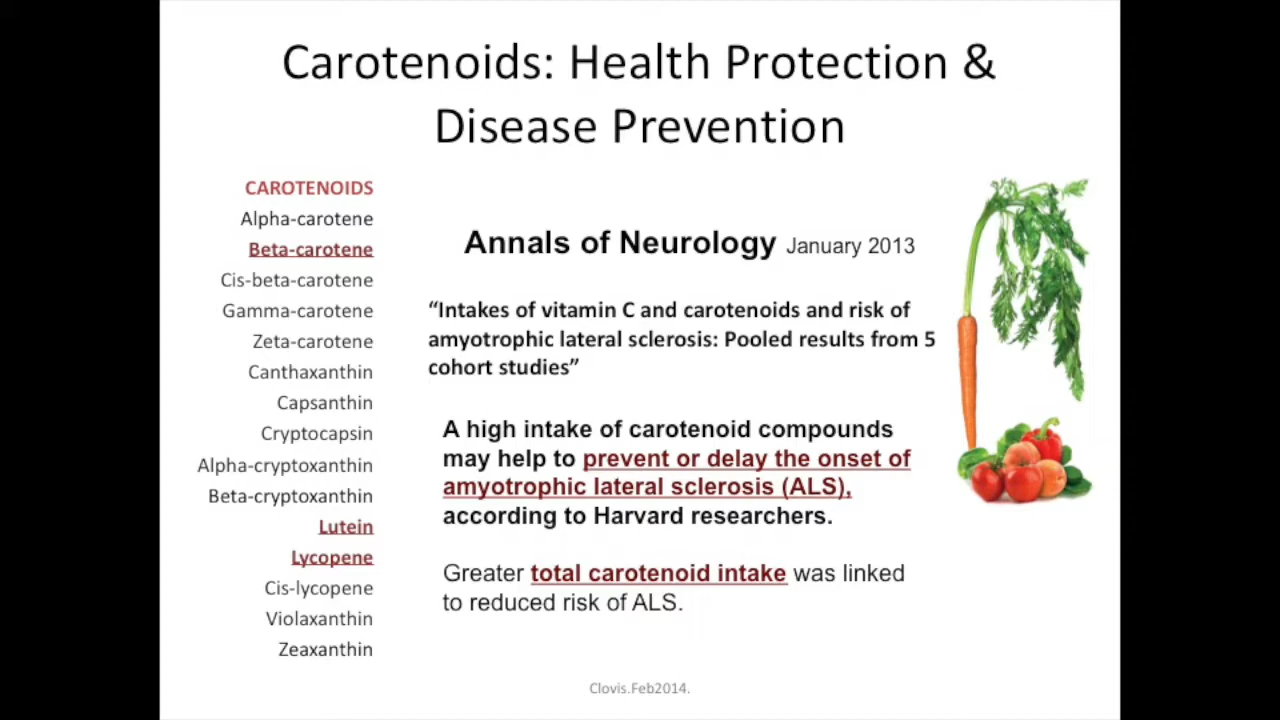 Carotenoids: Health Protection &
Disease Prevention
CAROTENOIDS
Alpha-carotene
Beta-carotene
Cis-beta-carotene
Gamma-carotene
Zeta-carotene
Canthaxanthin
Capsanthin
Cryptocapsin
Alpha-cryptoxanthin
Beta-cryptoxanthin
Lutein
Lycopene
Cis-lycopene
Violaxanthin
Zeaxanthin
Annals of Neurology January 2013
“Intakes of vitamin C and carotenoids and risk of
amyotrophic lateral sclerosis: Pooled results from 5
cohort studies”
A high intake of carotenoid compounds
may help to prevent or delay the onset of
amyotrophic lateral sclerosis (ALS),
according to Harvard researchers.
Greater total carotenoid intake was linked
to reduced risk of ALS.
Clovis.Feb2014.